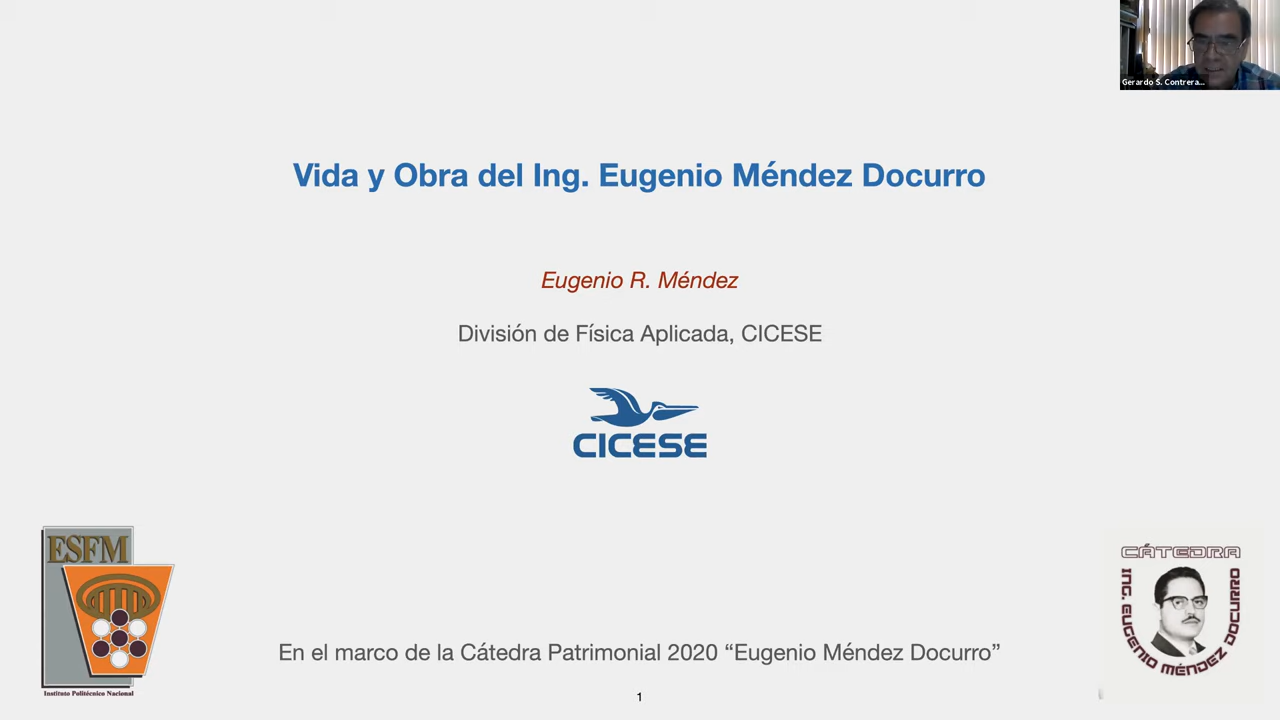 Gerardo S. Contrera...
Vida y Obra del Ing. Eugenio Méndez Docurro
Eugenio R. Méndez
División de Física Aplicada, CICESE
CICESE
ESFM
Instituto Politécnico Nacional
CÁTEDRA
ING. EUGENIO MÉNDEZ DOCURRO
En el marco de la Cátedra Patrimonial 2020 “Eugenio Méndez Docurro”
1